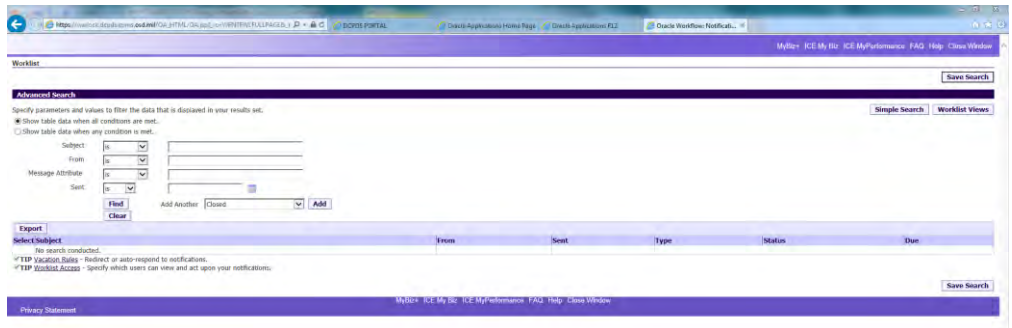 DCPDS PORTAL Oracle Applications Home Page Oracle Applications R12 Oracle Workflow: Notificati...
MyBiz+ ICE My Biz ICE MyPerformance FAQ Help Close Window
Worklist
Save Search
Advanced Search
Specify parameters and values to filter the data that is displayed in your results set.
Simple Search Worklist Views
Show table data when all conditions are met.
Show table data when any condition is met.
Subject is
From is
Message Attribute is
Sent is
Find Add Another Closed Add
Clear
Export
Select Subject From Sent Type Status Due
No search conducted.
TIP Vacation Rules - Redirect or auto-respond to notifications.
TIP Worklist Access - Specify which users can view and act upon your notifications.
Save Search
MyBiz+ ICE My Biz ICE MyPerformance FAQ Help Close Window
Privacy Statement